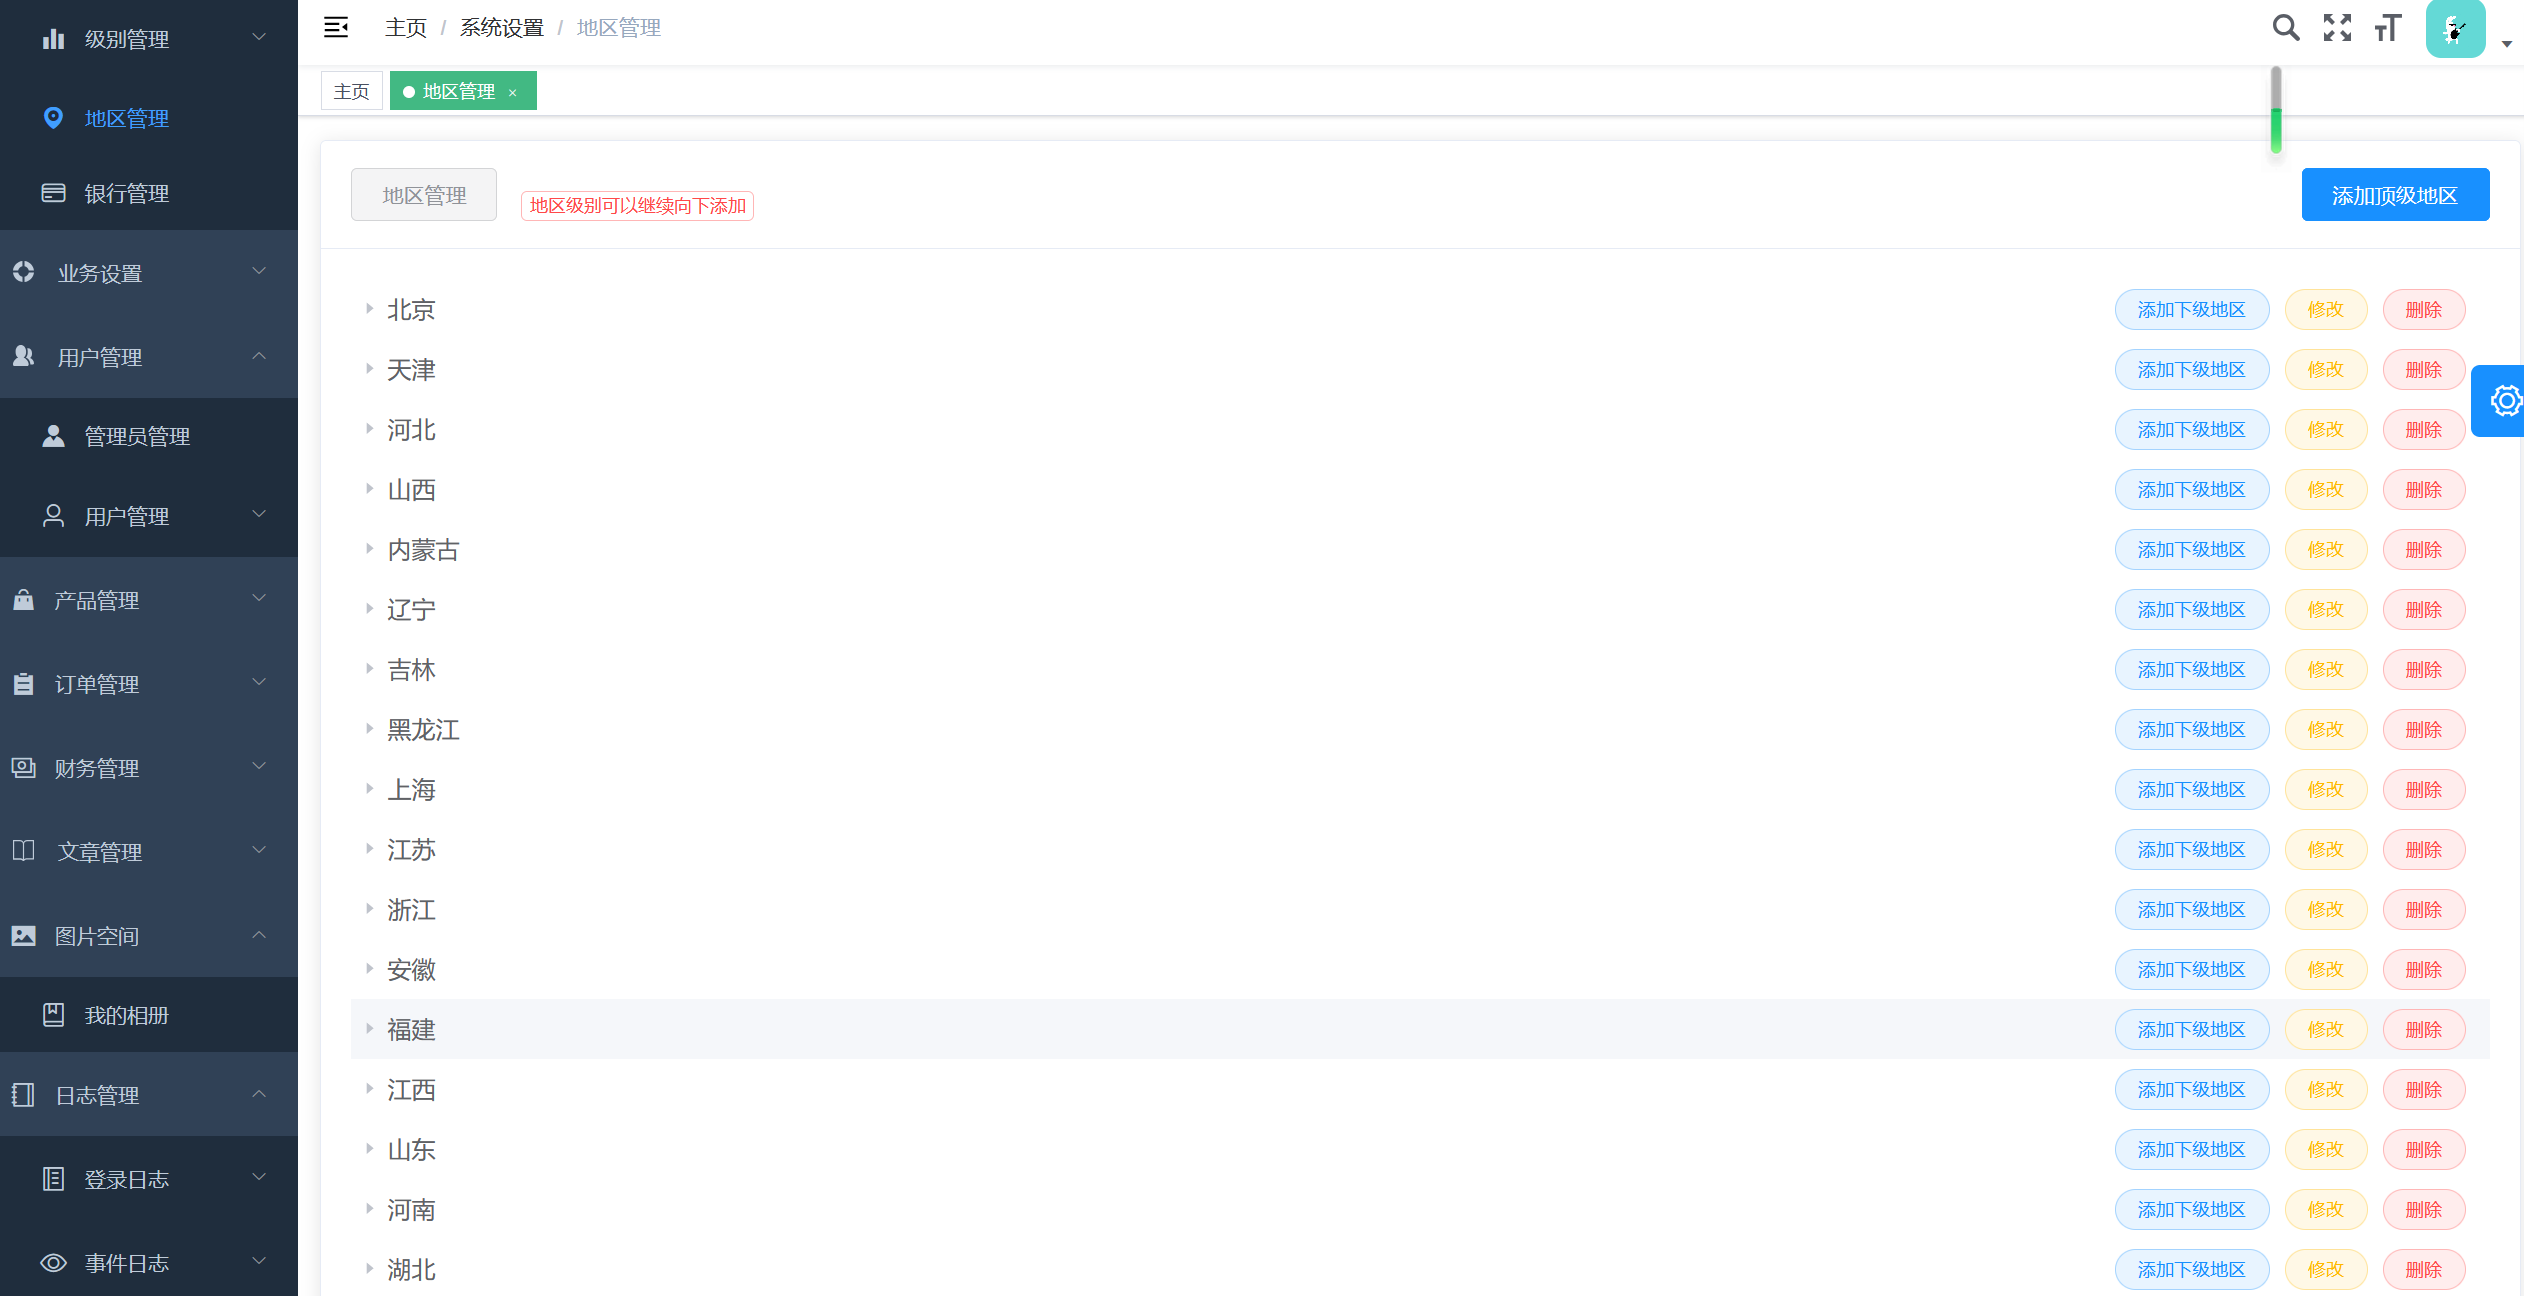 级别管理
地区管理
银行管理
业务设置
用户管理
管理员管理
用户管理
产品管理
订单管理
财务管理
文章管理
图片空间
我的相册
日志管理
登录日志
事件日志
主页 / 系统设置 / 地区管理
主页 地区管理 ×
地区管理 地区级别可以继续向下添加 添加顶级地区
北京 添加下级地区 修改 删除
天津 添加下级地区 修改 删除
河北 添加下级地区 修改 删除
山西 添加下级地区 修改 删除
内蒙古 添加下级地区 修改 删除
辽宁 添加下级地区 修改 删除
吉林 添加下级地区 修改 删除
黑龙江 添加下级地区 修改 删除
上海 添加下级地区 修改 删除
江苏 添加下级地区 修改 删除
浙江 添加下级地区 修改 删除
安徽 添加下级地区 修改 删除
福建 添加下级地区 修改 删除
江西 添加下级地区 修改 删除
山东 添加下级地区 修改 删除
河南 添加下级地区 修改 删除
湖北 添加下级地区 修改 删除